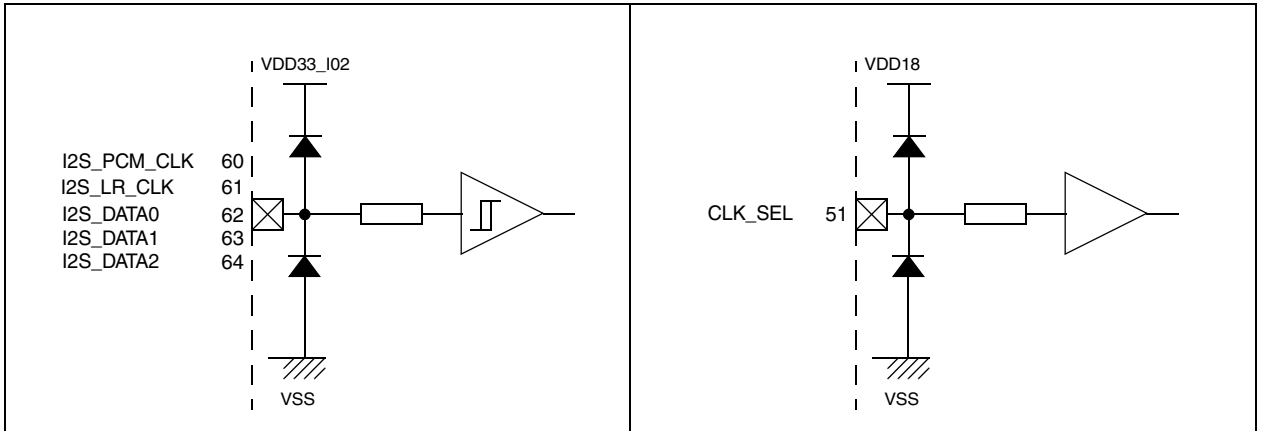 VDD33_I02
I2S_PCM_CLK 60
I2S_LR_CLK 61
I2S_DATA0 62
I2S_DATA1 63
I2S_DATA2 64
VSS
VDD18
CLK_SEL 51
VSS